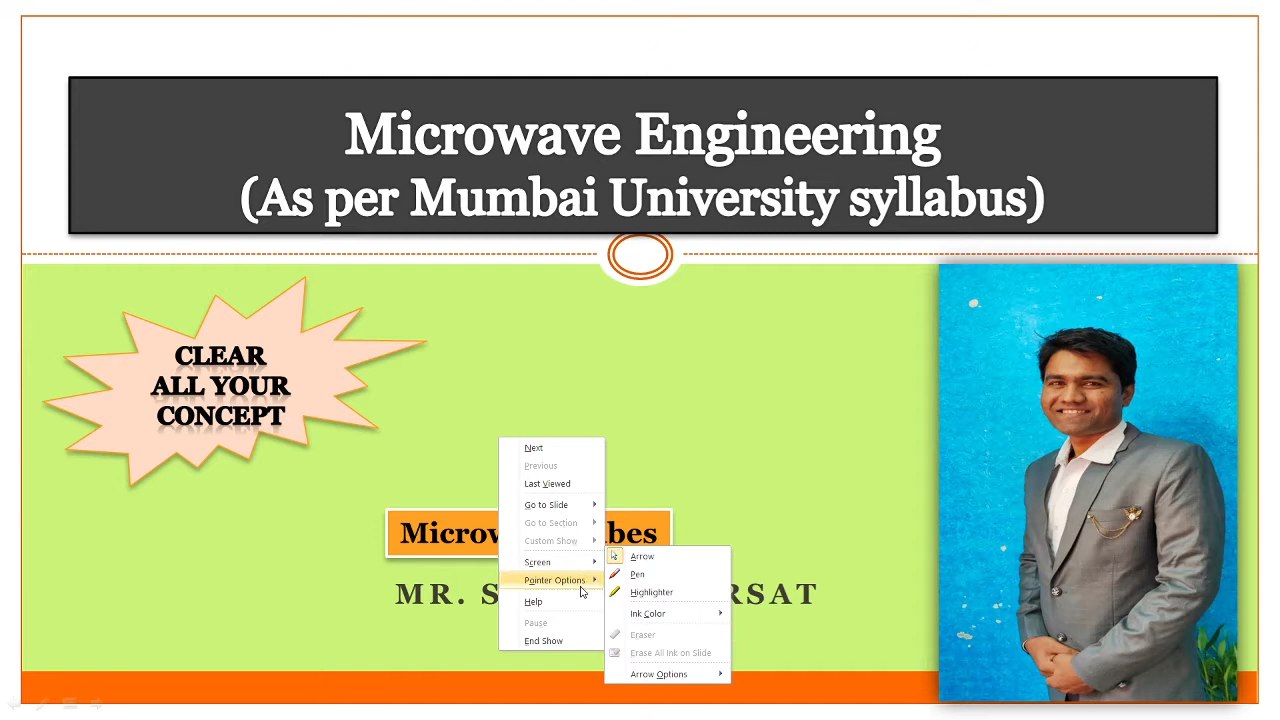 Microwave Engineering
(As per Mumbai University syllabus)
CLEAR
ALL YOUR
CONCEPT
Next
Previous
Last Viewed
Go to Slide
Go to Section
Custom Show
Screen
Pointer Options
Help
Pause
End Show
Arrow
Pen
Highlighter
Ink Color
Eraser
Erase All Ink on Slide
Arrow Options
MR.